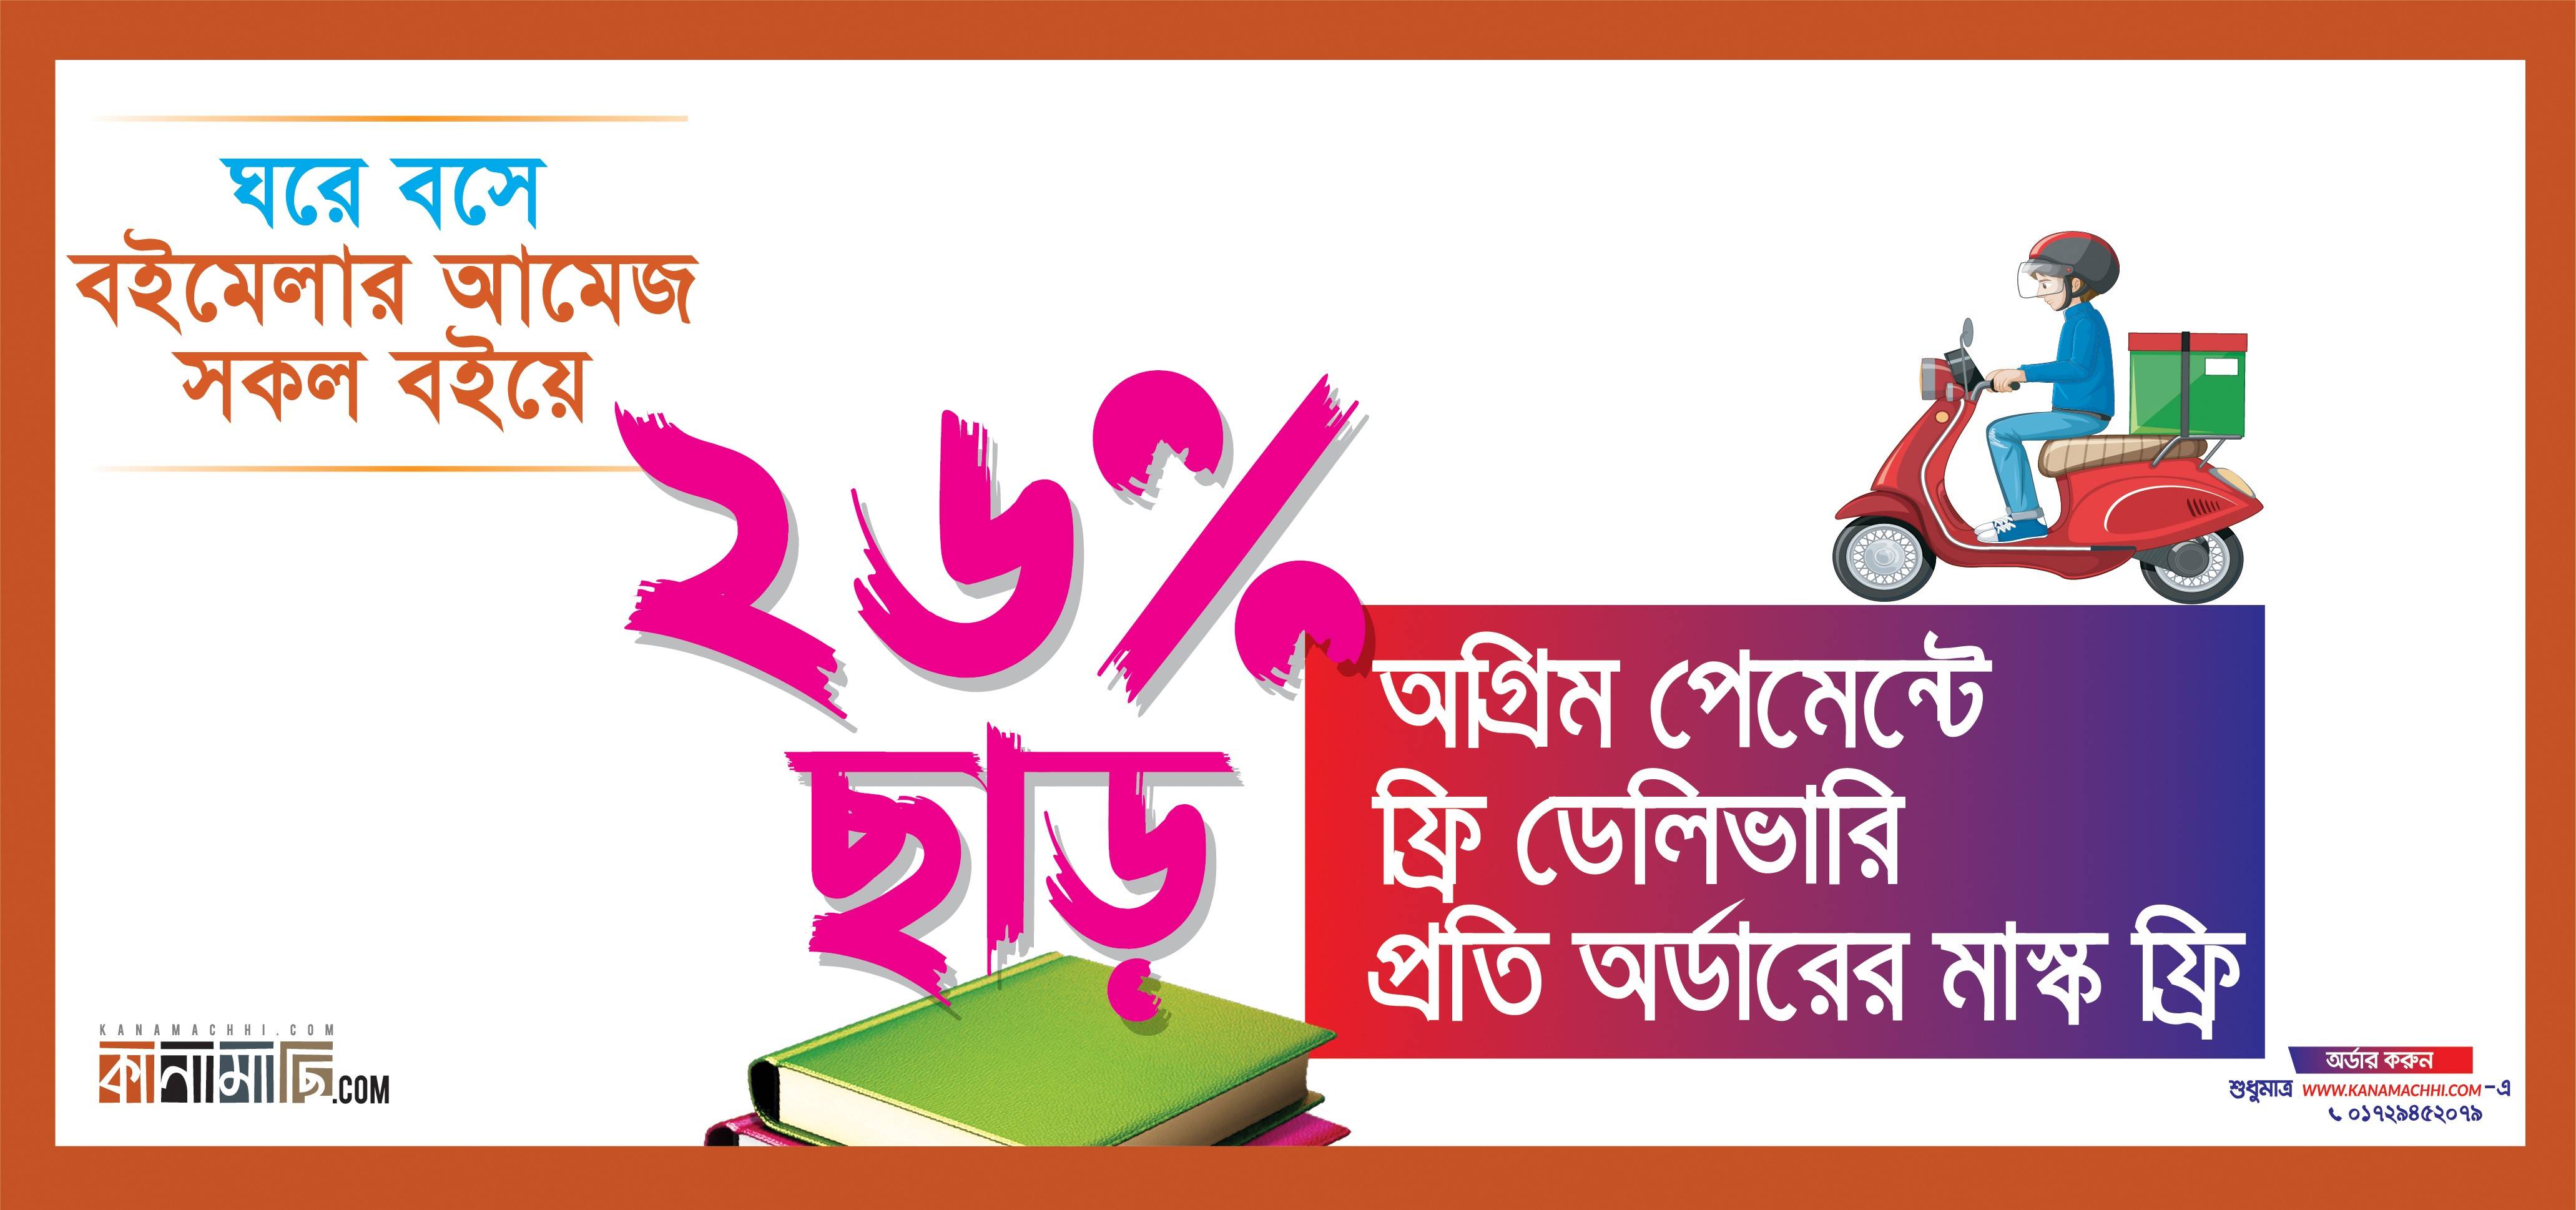 ঘরে বসে
বইমেলার আমেজ
সকল বইয়ে
২৬%
ছাড়
অগ্রিম পেমেন্টে
ফ্রি ডেলিভারি
প্রতি অর্ডারের মাস্ক ফ্রি
KANAMACHHI.COM
কানামাছি.COM
অর্ডার করুন
শুধুমাত্র WWW.KANAMACHHI.COM-এ
০১৭২৯৪৫২০৭৯